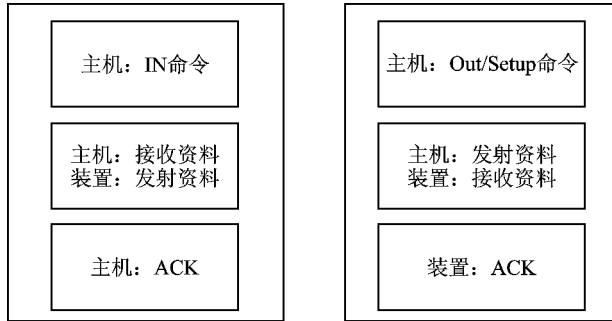 主机：IN命令
主机：接收资料
装置：发射资料
主机：ACK
主机：Out/Setup命令
主机：发射资料
装置：接收资料
装置：ACK